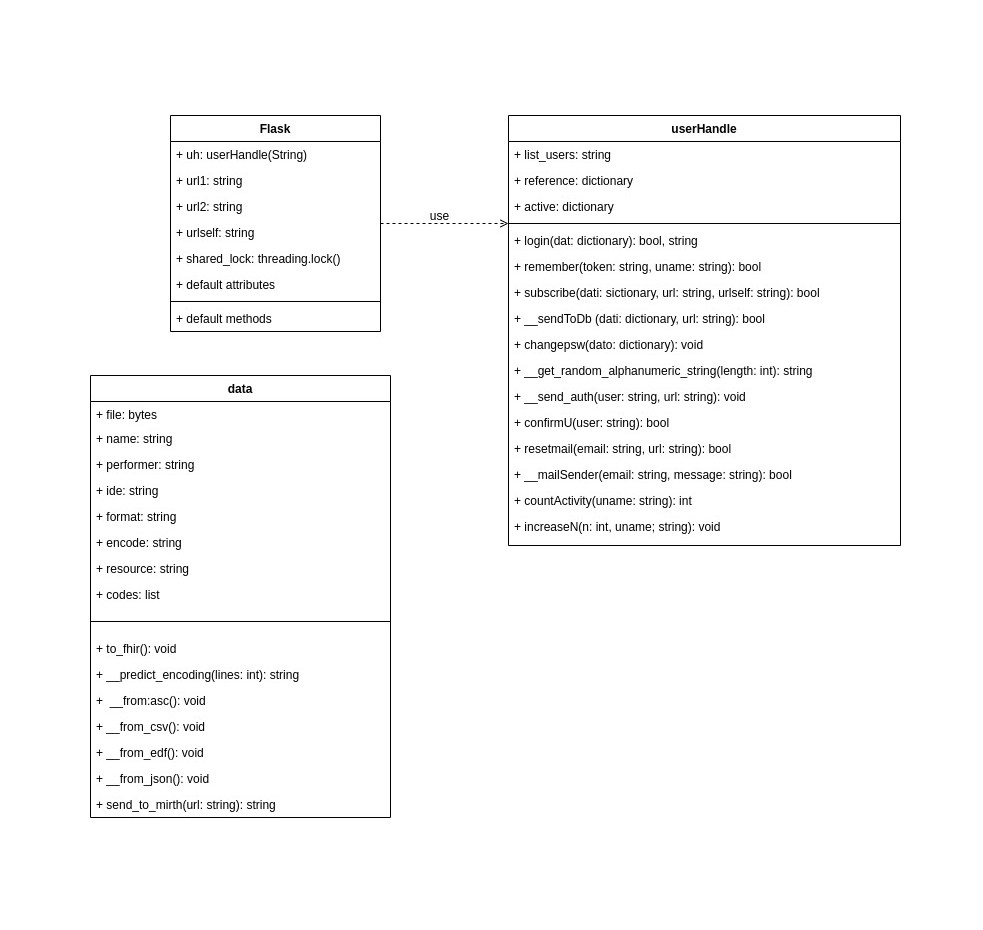 Flask
+ uh: userHandle(String)
+ url1: string
+ url2: string
+ urlself: string
+ shared_lock: threading.lock()
+ default attributes
+ default methods
use
userHandle
+ list_users: string
+ reference: dictionary
+ active: dictionary
+ login(dat: dictionary): bool, string
+ remember(token: string, uname: string): bool
+ subscribe(dati: sictionary, url: string, urlself: string): bool
+ __sendToDb (dati: dictionary, url: string): bool
+ changepsw(dato: dictionary): void
+ __get_random_alphanumeric_string(length: int): string
+ __send_auth(user: string, url: string): void
+ confirmU(user: string): bool
+ resetmail(email: string, url: string): bool
+ __mailSender(email: string, message: string): bool
+ countActivity(uname: string): int
+ increaseN(n: int, uname; string): void
data
+ file: bytes
+ name: string
+ performer: string
+ ide: string
+ format: string
+ encode: string
+ resource: string
+ codes: list
+ to_fhir(): void
+ __predict_encoding(lines: int): string
+  __from:asc(): void
+ __from_csv(): void
+ __from_edf(): void
+ __from_json(): void
+ send_to_mirth(url: string): string